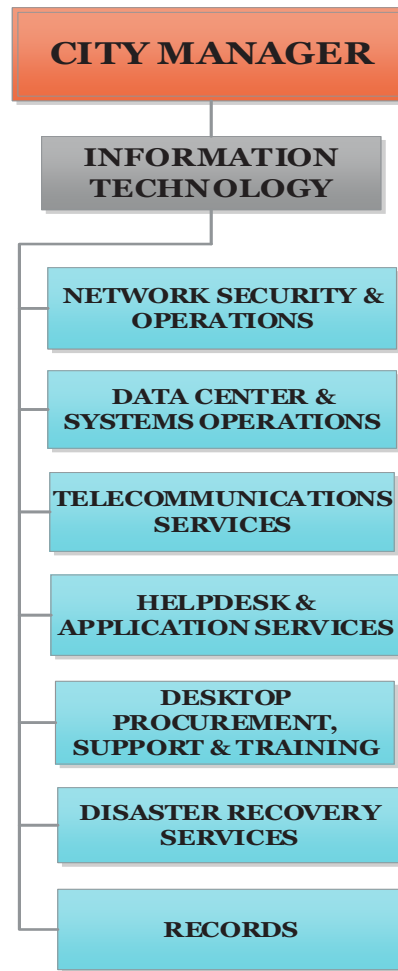 CITY MANAGER
INFORMATION
TECHNOLOGY
NETWORK SECURITY &
OPERATIONS
DATA CENTER &
SYSTEMS OPERATIONS
TELECOMMUNICATIONS
SERVICES
HELPDESK &
APPLICATION SERVICES
DESKTOP
PROCUREMENT,
SUPPORT & TRAINING
DISASTER RECOVERY
SERVICES
RECORDS